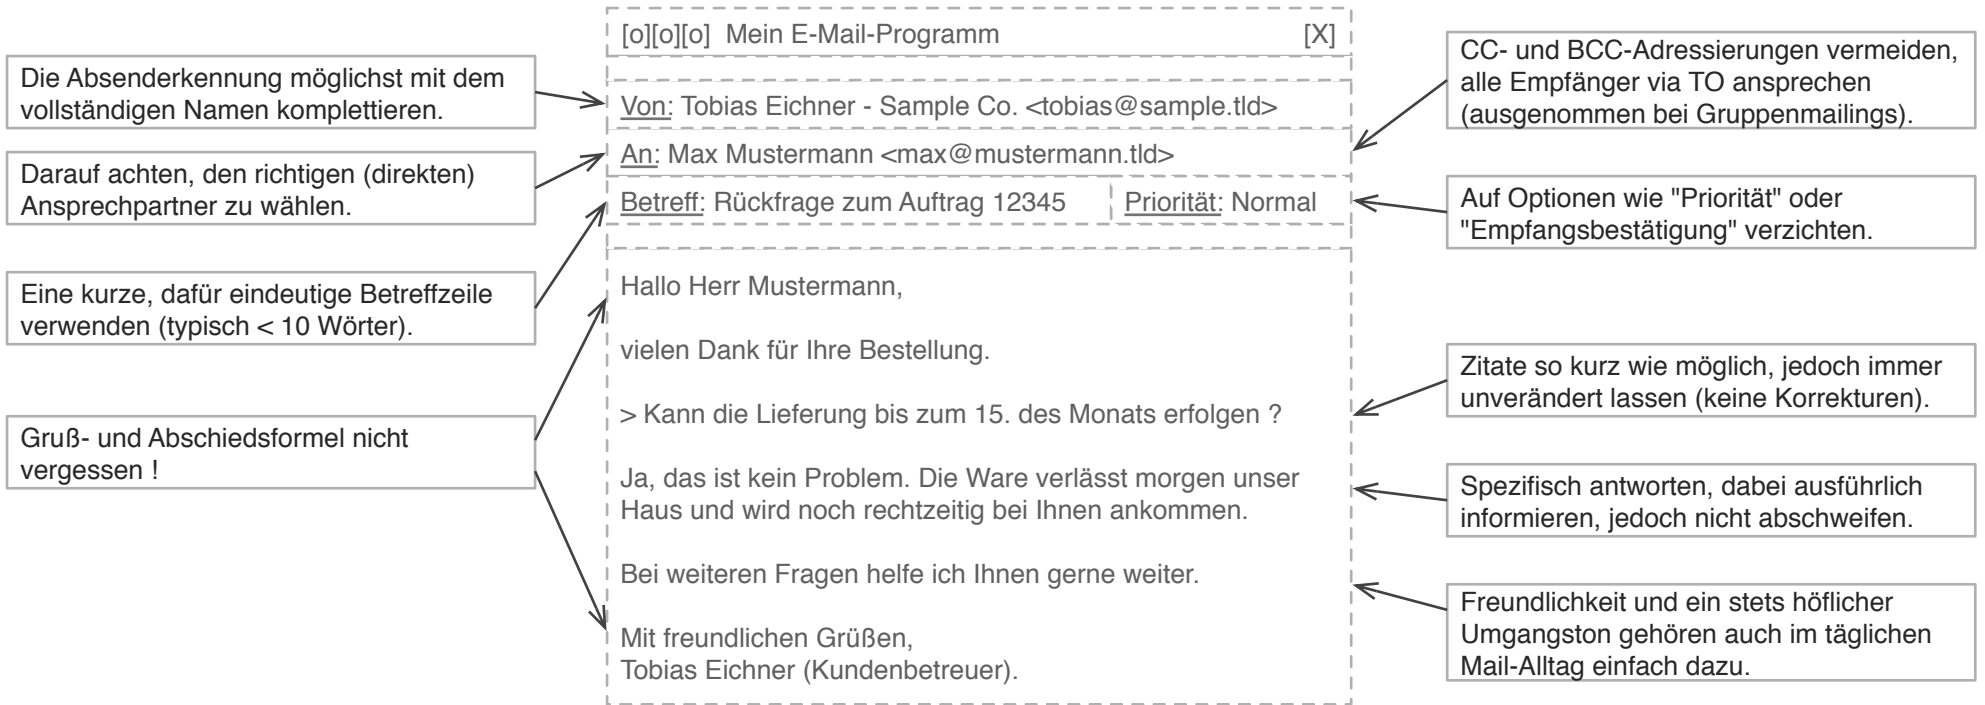 [o][o][o] Mein E-Mail-Programm [X]
Die Absenderkennung möglichst mit dem
vollständigen Namen komplettieren.
Darauf achten, den richtigen (direkten)
Ansprechpartner zu wählen.
Eine kurze, dafür eindeutige Betreffzeile
verwenden (typisch < 10 Wörter).
Gruß- und Abschiedsformel nicht
vergessen !
Von: Tobias Eichner - Sample Co. <tobias@sample.tld>
An: Max Mustermann <max@mustermann.tld>
Betreff: Rückfrage zum Auftrag 12345 Priorität: Normal
Hallo Herr Mustermann,
vielen Dank für Ihre Bestellung.
> Kann die Lieferung bis zum 15. des Monats erfolgen ?
Ja, das ist kein Problem. Die Ware verlässt morgen unser
Haus und wird noch rechtzeitig bei Ihnen ankommen.
Bei weiteren Fragen helfe ich Ihnen gerne weiter.
Mit freundlichen Grüßen,
Tobias Eichner (Kundenbetreuer).
CC- und BCC-Adressierungen vermeiden,
alle Empfänger via TO ansprechen
(ausgenommen bei Gruppenmailings).
Auf Optionen wie "Priorität" oder
"Empfangsbestätigung" verzichten.
Zitate so kurz wie möglich, jedoch immer
unverändert lassen (keine Korrekturen).
Spezifisch antworten, dabei ausführlich
informieren, jedoch nicht abschweifen.
Freundlichkeit und ein stets höflicher
Umgangston gehören auch im täglichen
Mail-Alltag einfach dazu.